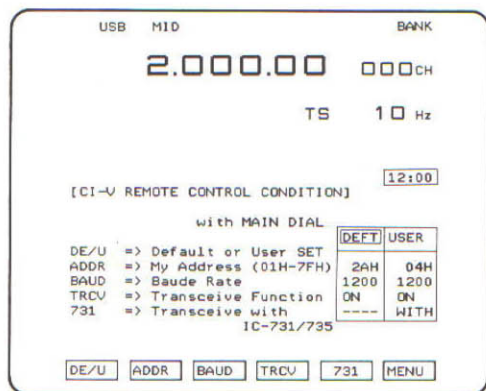 USB MID BANK
2.000.00 000CH
TS 10 Hz
12:00
[CI-V REMOTE CONTROL CONDITION]
with MAIN DIAL
DEFT USER
DE/U => Default or User SET
ADDR => My Address (01H-7FH) 2AH 04H
BAUD => Baude Rate 1200 1200
TRCV => Transceive Function ON ON
731 => Transceive with ---- WITH
IC-731/735
DE/U ADDR BAUD TRCV 731 MENU